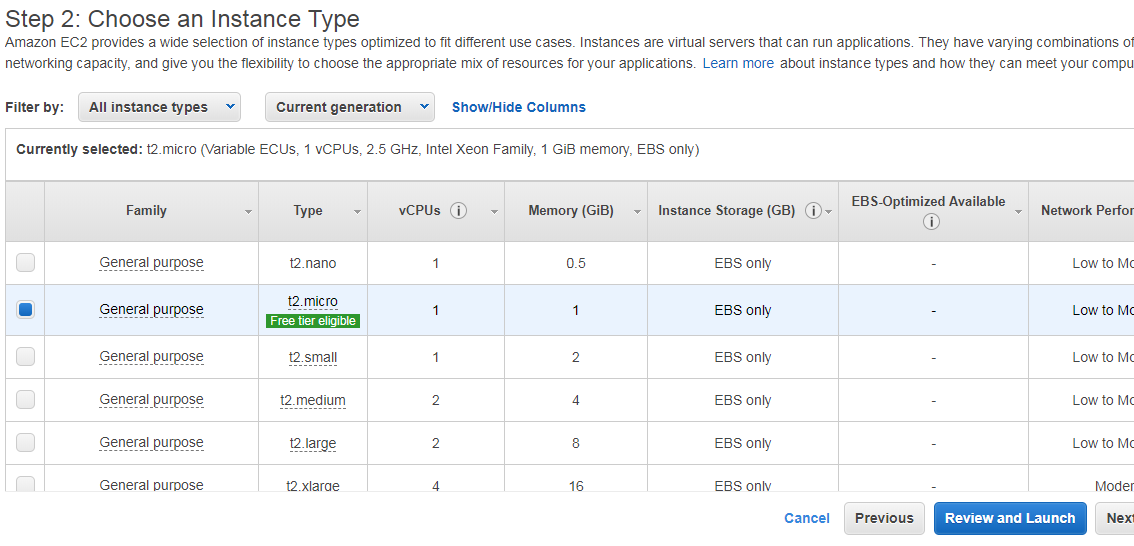 Step 2: Choose an Instance Type
Amazon EC2 provides a wide selection of instance types optimized to fit different use cases. Instances are virtual servers that can run applications. They have varying combinations of
networking capacity, and give you the flexibility to choose the appropriate mix of resources for your applications. Learn more about instance types and how they can meet your compu
Filter by: All instance types Current generation Show/Hide Columns
Currently selected: t2.micro (Variable ECUs, 1 vCPUs, 2.5 GHz, Intel Xeon Family, 1 GiB memory, EBS only)
Family Type vCPUs i Memory (GiB) Instance Storage (GB) i EBS-Optimized Available i Network Perfor
General purpose t2.nano 1 0.5 EBS only - Low to Mo
General purpose t2.micro Free tier eligible 1 1 EBS only - Low to Mo
General purpose t2.small 1 2 EBS only - Low to Mo
General purpose t2.medium 2 4 EBS only - Low to Mo
General purpose t2.large 2 8 EBS only - Low to Mo
General purpose t2.xlarge 4 16 EBS only - Moder
Cancel Previous Review and Launch Next